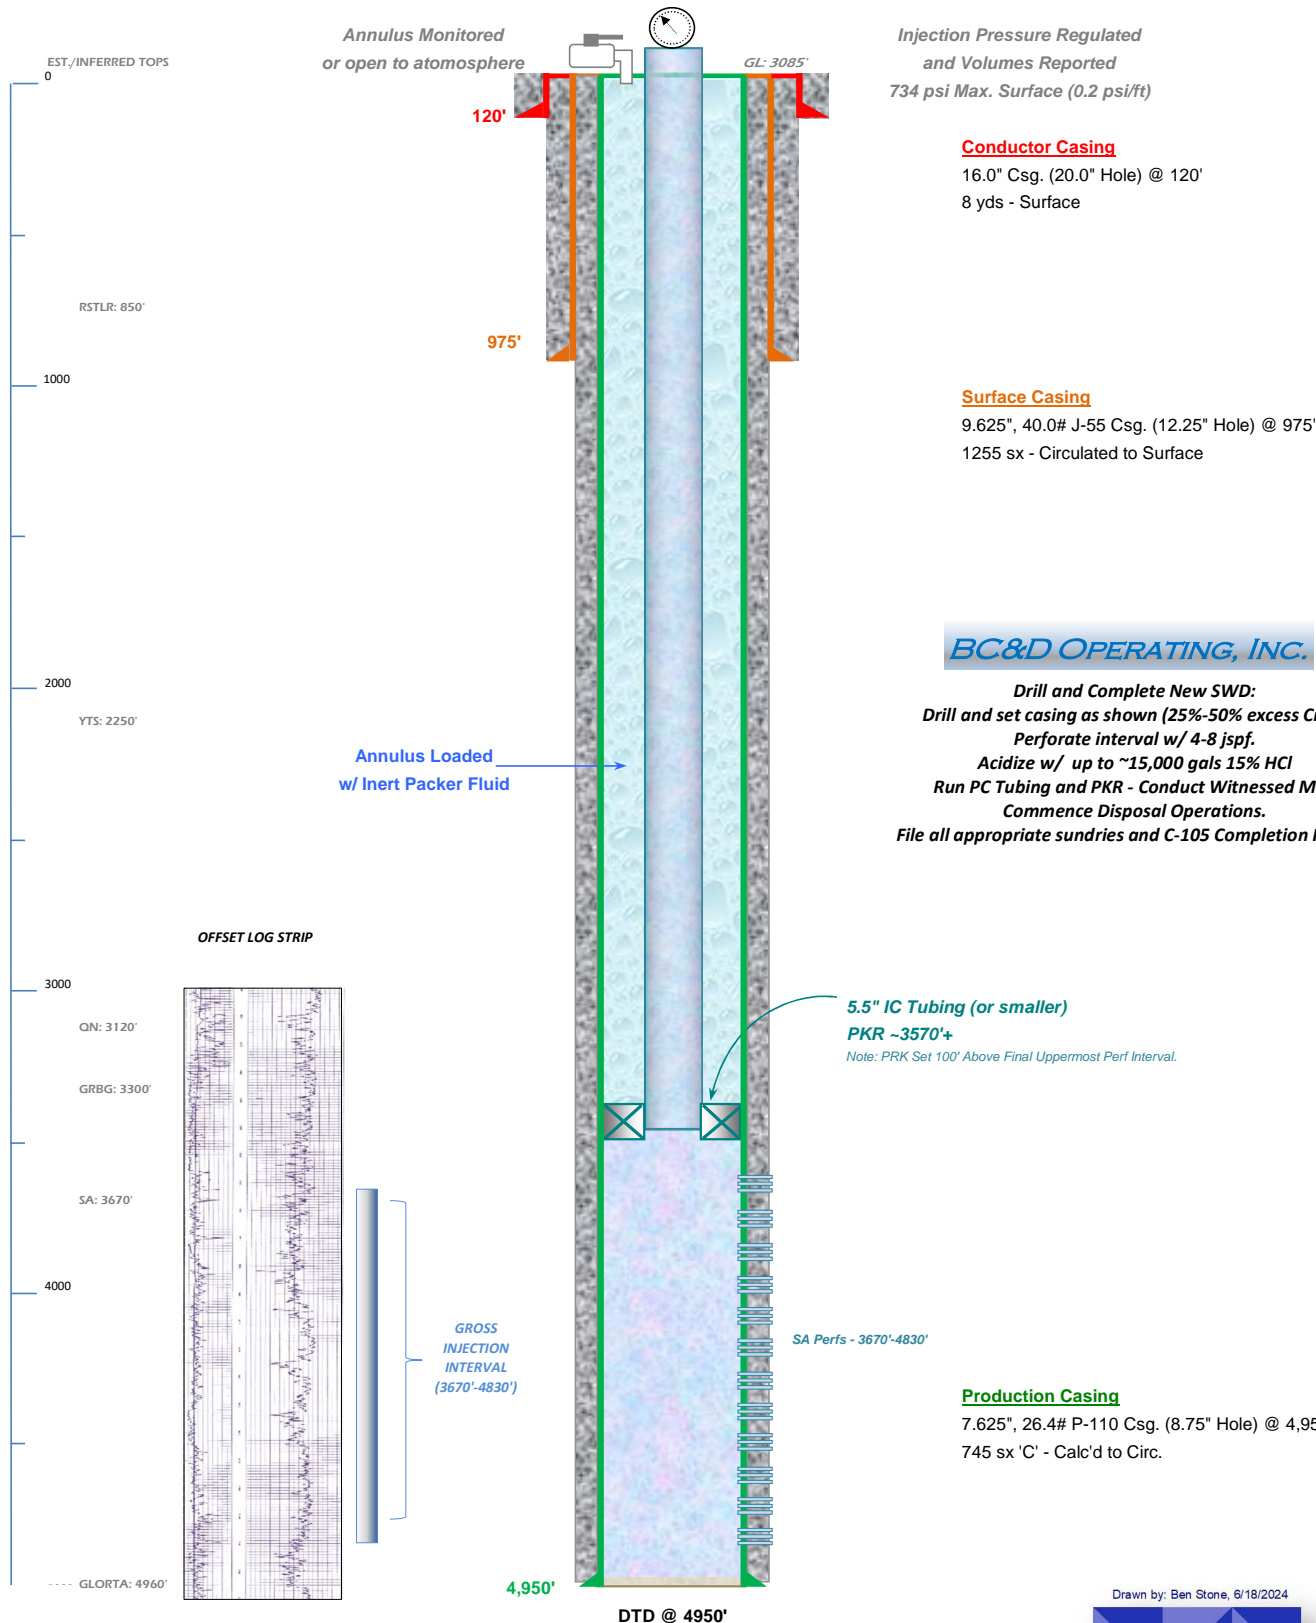 Annulus Monitored
or open to atomosphere
Injection Pressure Regulated
and Volumes Reported
734 psi Max. Surface (0.2 psi/ft)
EST./INFERRED TOPS
GL: 3085'
0
120'
Conductor Casing
16.0" Csg. (20.0" Hole) @ 120'
8 yds - Surface
RSTLR: 850'
975'
1000
Surface Casing
9.625", 40.0# J-55 Csg. (12.25" Hole) @ 975'
1255 sx - Circulated to Surface
2000
YTS: 2250'
BC&D OPERATING, INC.
Drill and Complete New SWD:
Drill and set casing as shown (25%-50% excess C
Perforate interval w/ 4-8 jspf.
Acidize w/ up to ~15,000 gals 15% HCl
Run PC Tubing and PKR - Conduct Witnessed M
Commence Disposal Operations.
File all appropriate sundries and C-105 Completion
Annulus Loaded
w/ Inert Packer Fluid
OFFSET LOG STRIP
3000
QN: 3120'
GRBG: 3300'
5.5" IC Tubing (or smaller)
PKR ~3570'+
Note: PRK Set 100' Above Final Uppermost Perf Interval.
SA: 3670'
4000
GROSS
INJECTION
INTERVAL
(3670'-4830')
SA Perfs - 3670'-4830'
Production Casing
7.625", 26.4# P-110 Csg. (8.75" Hole) @ 4,95
745 sx 'C' - Calc'd to Circ.
GLORTA: 4960'
4,950'
DTD @ 4950'
Drawn by: Ben Stone, 6/18/2024